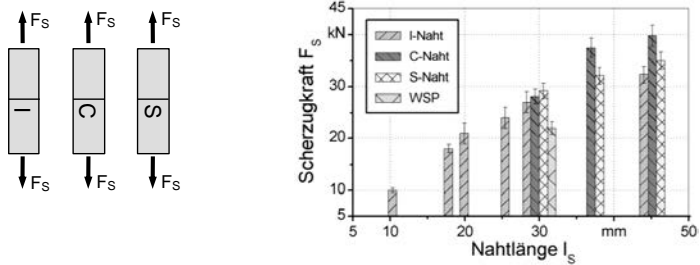 F_S F_S F_S
I C S
F_S F_S F_S
Scherzugkraft F_S
45
kN
30
20
10
5
I-Naht
C-Naht
S-Naht
WSP
5 10 20 30 mm 50
Nahtlänge l_S